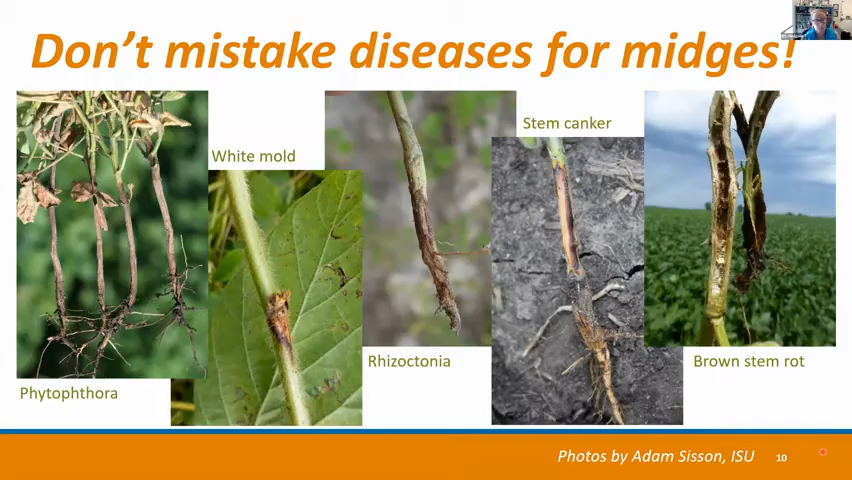 Don't mistake diseases for midges!
White mold
Stem canker
Rhizoctonia
Brown stem rot
Phytophthora
Photos by Adam Sisson, ISU
10